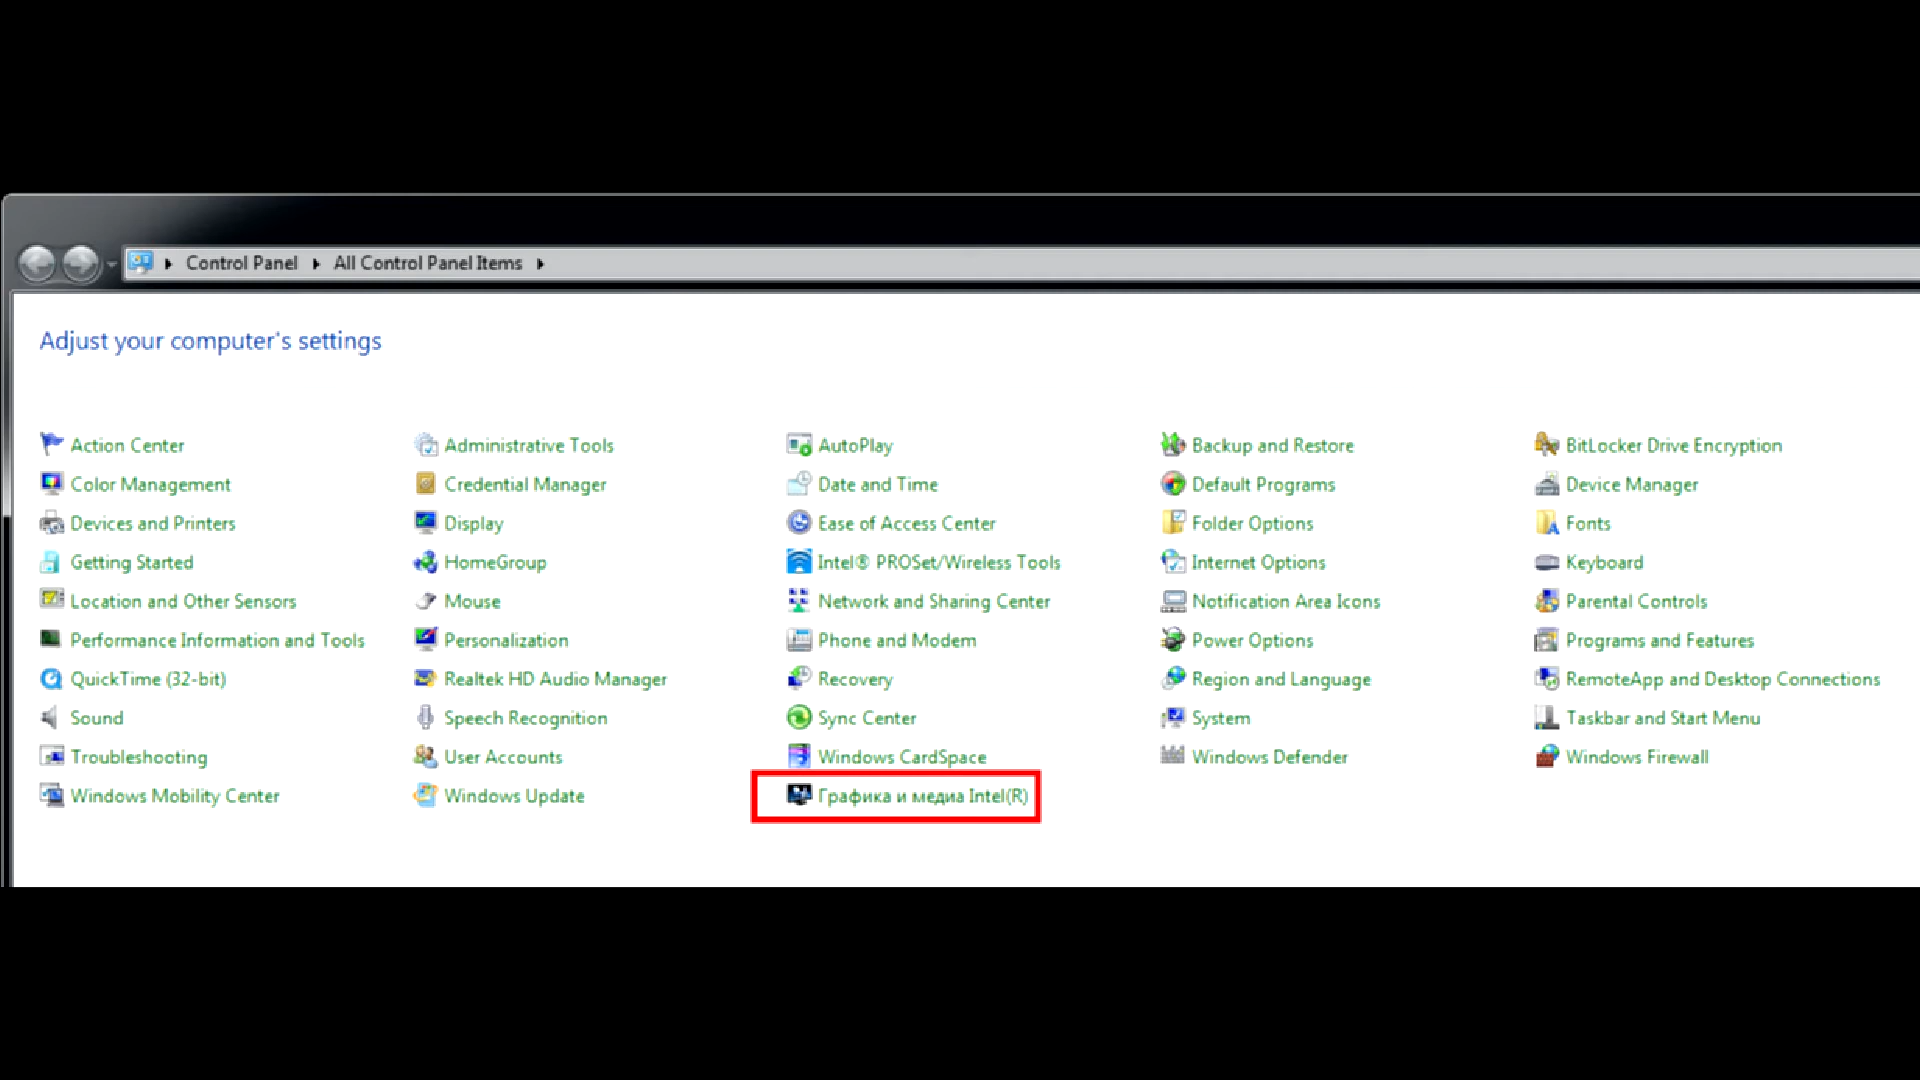 Control Panel All Control Panel Items
Adjust your computer's settings
Action Center Administrative Tools AutoPlay Backup and Restore BitLocker Drive Encryption
Color Management Credential Manager Date and Time Default Programs Device Manager
Devices and Printers Display Ease of Access Center Folder Options Fonts
Getting Started HomeGroup Intel® PROSet/Wireless Tools Internet Options Keyboard
Location and Other Sensors Mouse Network and Sharing Center Notification Area Icons Parental Controls
Performance Information and Tools Personalization Phone and Modem Power Options Programs and Features
QuickTime (32-bit) Realtek HD Audio Manager Recovery Region and Language RemoteApp and Desktop Connections
Sound Speech Recognition Sync Center System Taskbar and Start Menu
Troubleshooting User Accounts Windows CardSpace Windows Defender Windows Firewall
Windows Mobility Center Windows Update Графика и медиа Intel(R)